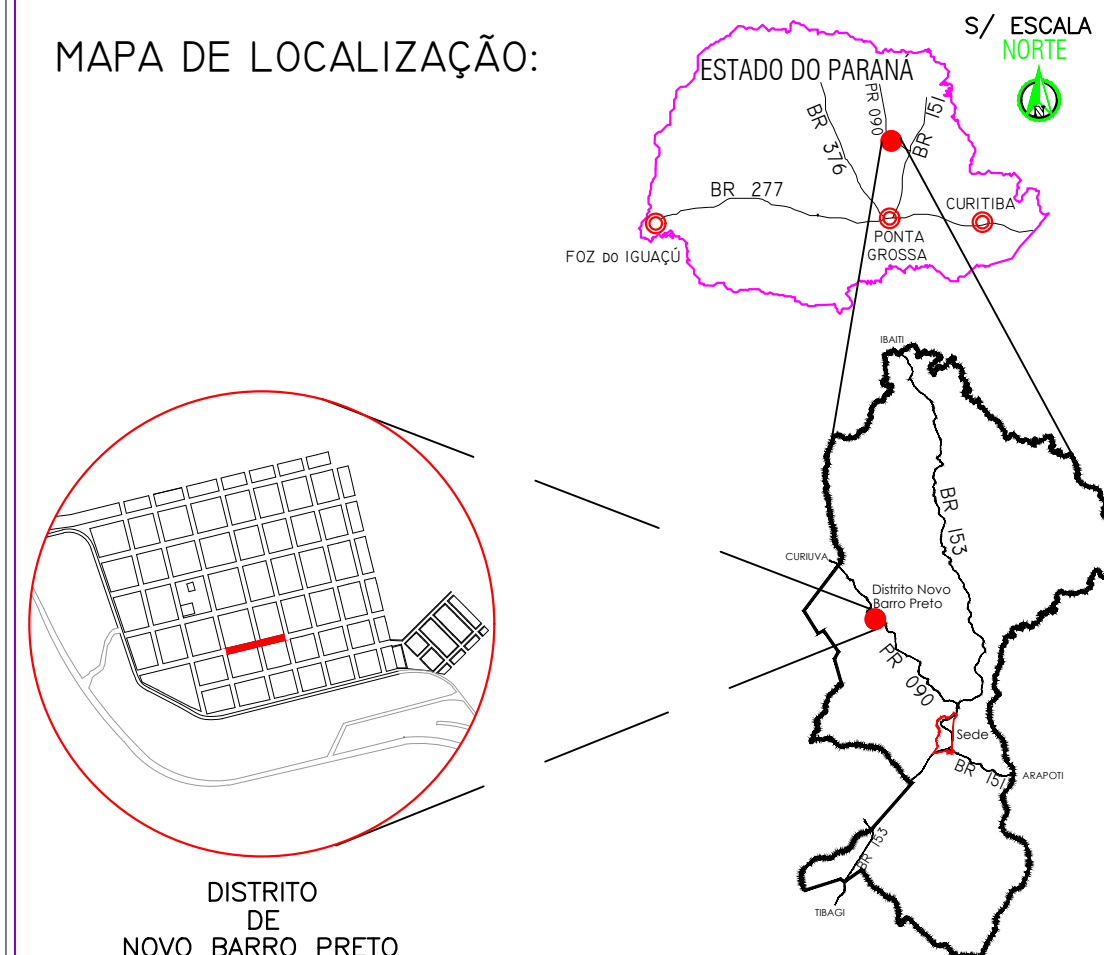 MAPA DE LOCALIZAÇÃO:
S/ ESCALA
NORTE
N
ESTADO DO PARANÁ
PR 090
BR 151
BR 376
BR 277
CURITIBA
PONTA
GROSSA
FOZ DO IGUAÇÚ
IBAITI
BR 153
CURIUVA
Distrito Novo
Barro Preto
PR 090
Sede
BR 151
ARAPOTI
BR 153
TIBAGI
DISTRITO
DE
NOVO BARRO PRETO